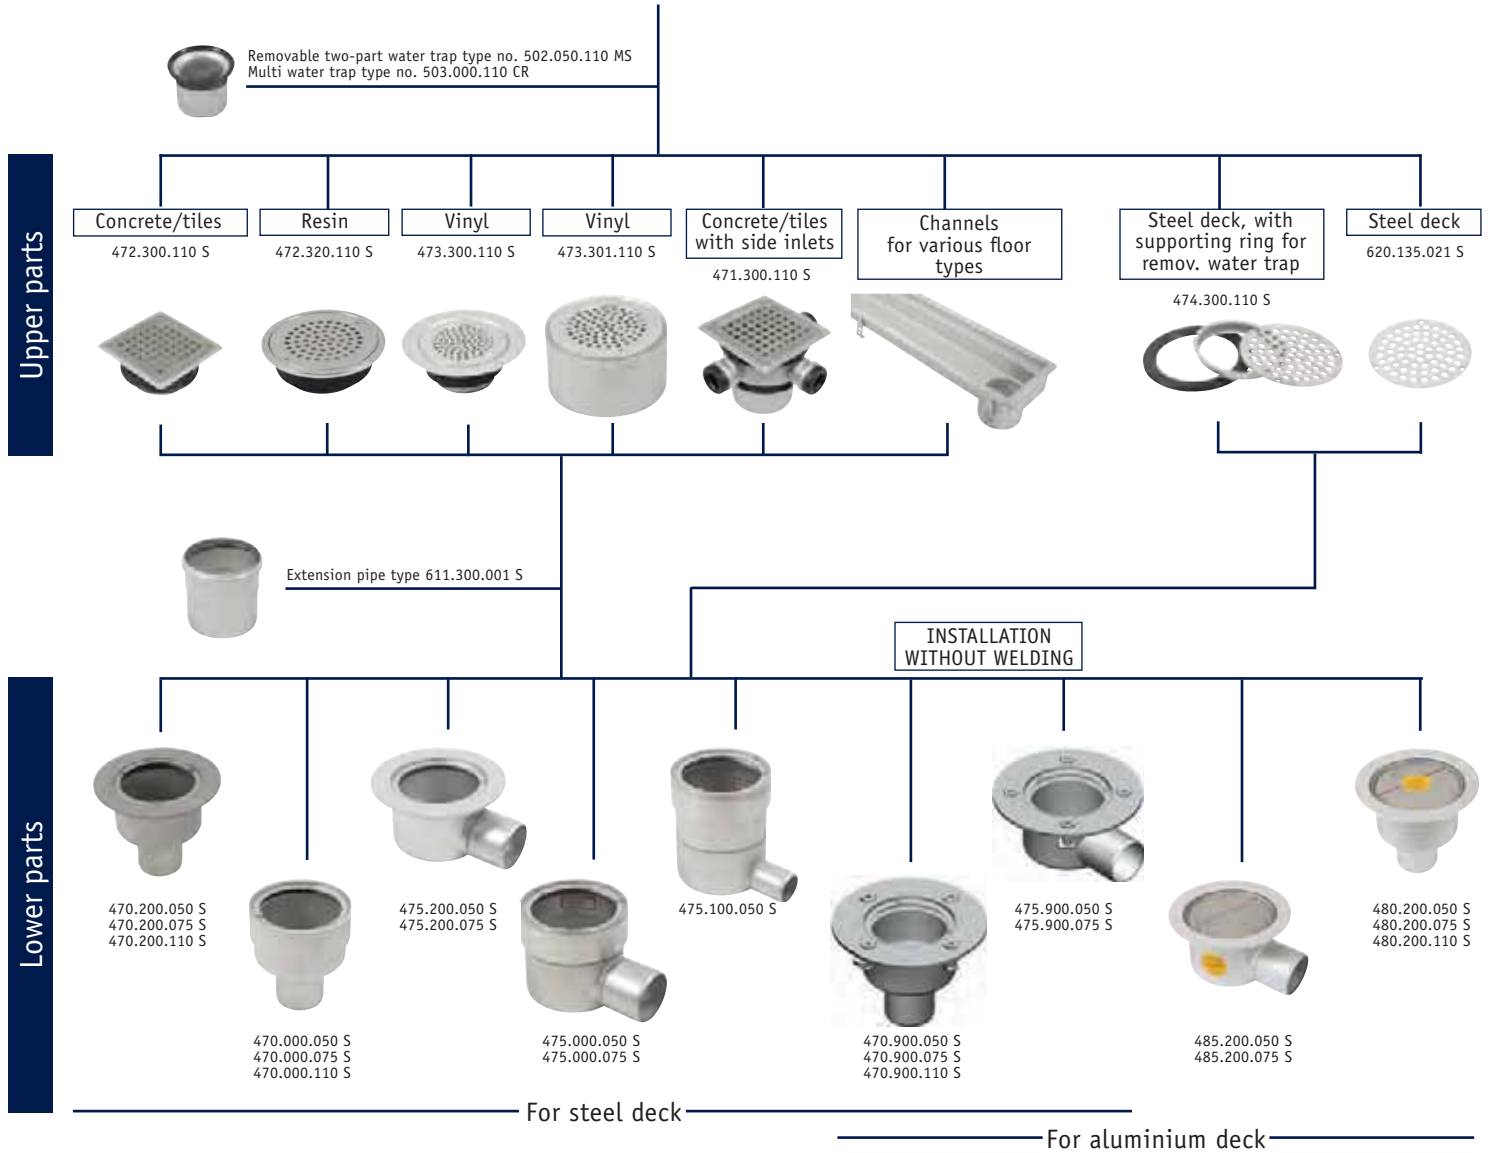 Removable two-part water trap type no. 502.050.110 MS
Multi water trap type no. 503.000.110 CR
Upper parts
Concrete/tiles
472.300.110 S
Resin
472.320.110 S
Vinyl
473.300.110 S
Vinyl
473.301.110 S
Concrete/tiles
with side inlets
471.300.110 S
Channels
for various floor
types
Steel deck, with
supporting ring for
remov. water trap
474.300.110 S
Steel deck
620.135.021 S
Extension pipe type 611.300.001 S
INSTALLATION
WITHOUT WELDING
Lower parts
470.200.050 S
470.200.075 S
470.200.110 S
470.000.050 S
470.000.075 S
470.000.110 S
475.200.050 S
475.200.075 S
475.000.050 S
475.000.075 S
475.100.050 S
470.900.050 S
470.900.075 S
470.900.110 S
475.900.050 S
475.900.075 S
485.200.050 S
485.200.075 S
480.200.050 S
480.200.075 S
480.200.110 S
For steel deck
For aluminium deck